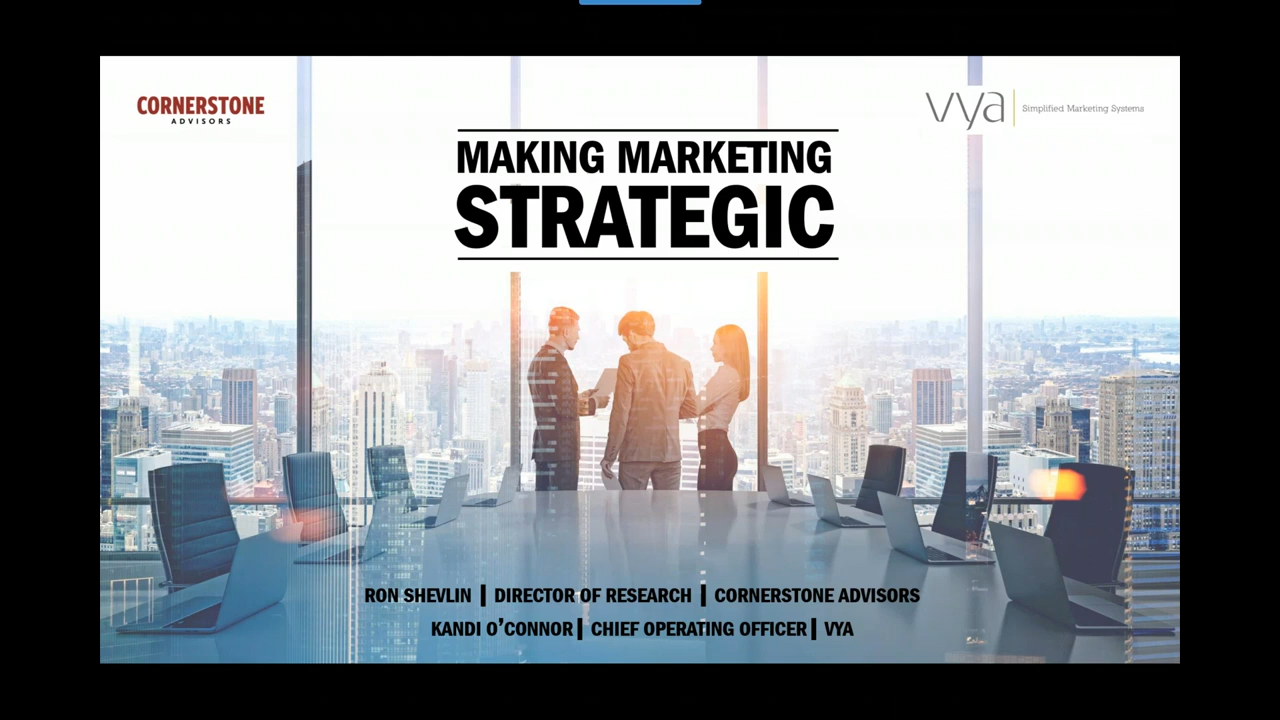 CORNERSTONE
ADVISORS
vya | Simplified Marketing Systems
MAKING MARKETING
STRATEGIC
RON SHEVLIN | DIRECTOR OF RESEARCH | CORNERSTONE ADVISORS
KANDI O'CONNOR | CHIEF OPERATING OFFICER | VYA